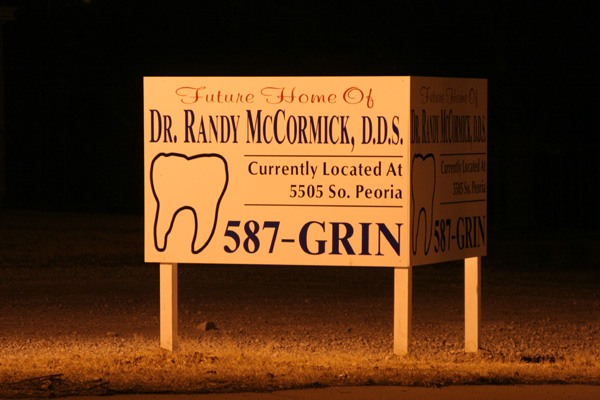 Future Home Of
DR. RANDY MCCORMICK, D.D.S.
Currently Located At
5505 So. Peoria
587-GRIN
Future Home Of
DR. RANDY MCCORMICK, D.D.S.
Currently Located At
5505 So. Peoria
587-GRIN